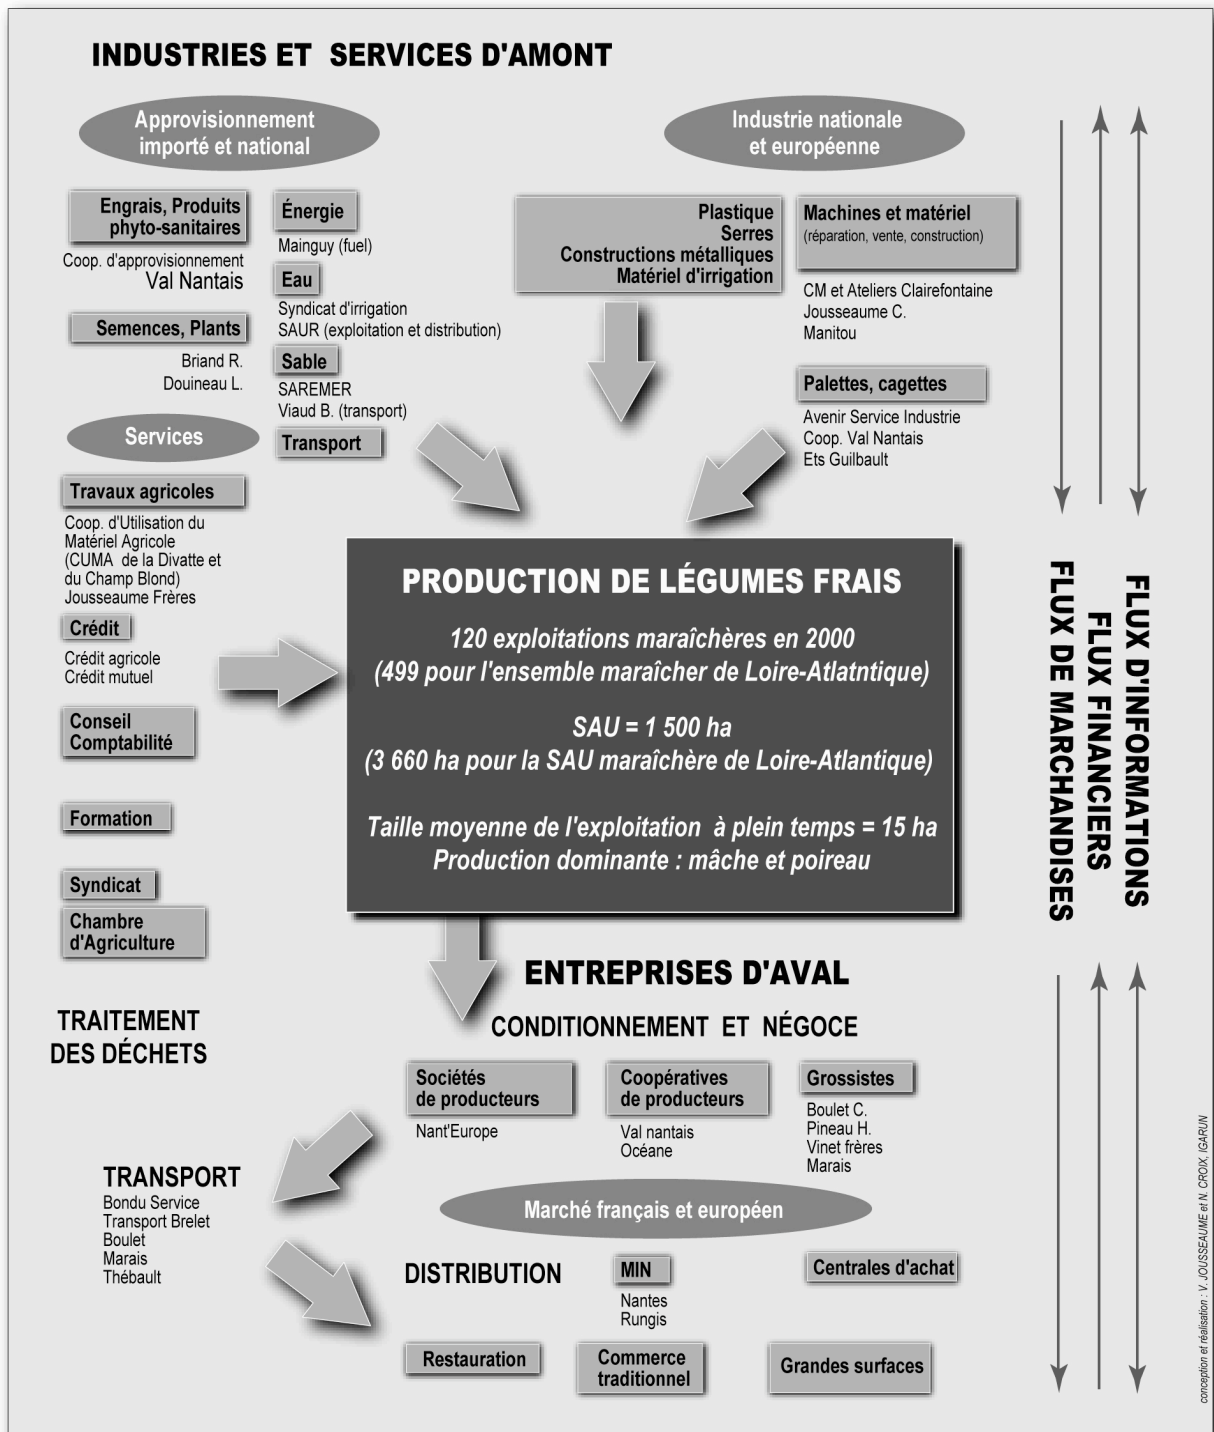 INDUSTRIES ET SERVICES D'AMONT
Approvisionnement
importé et national
Industrie nationale
et européenne
Engrais, Produits
phyto-sanitaires
Coop. d'approvisionnement
Val Nantais
Semences, Plants
Briand R.
Douineau L.
Énergie
Mainguy (fuel)
Eau
Syndicat d'irrigation
SAUR (exploitation et distribution)
Sable
SAREMER
Viaud B. (transport)
Transport
Plastique
Serres
Constructions métalliques
Matériel d'irrigation
Machines et matériel
(réparation, vente, construction)
CM et Ateliers Clairefontaine
Jousseaume C.
Manitou
Palettes, cagettes
Avenir Service Industrie
Coop. Val Nantais
Ets Guilbault
Services
Travaux agricoles
Coop. d'Utilisation du
Matériel Agricole
(CUMA de la Divatte et
du Champ Blond)
Jousseaume Frères
Crédit
Crédit agricole
Crédit mutuel
Conseil
Comptabilité
Formation
Syndicat
Chambre
d'Agriculture
PRODUCTION DE LÉGUMES FRAIS
120 exploitations maraîchères en 2000
(499 pour l'ensemble maraîcher de Loire-Atlatntique)
SAU = 1 500 ha
(3 660 ha pour la SAU maraîchère de Loire-Atlantique)
Taille moyenne de l'exploitation à plein temps = 15 ha
Production dominante : mâche et poireau
FLUX DE MARCHANDISES
FLUX FINANCIERS
FLUX D'INFORMATIONS
ENTREPRISES D'AVAL
CONDITIONNEMENT ET NÉGOCE
TRAITEMENT
DES DÉCHETS
Sociétés
de producteurs
Nant'Europe
Coopératives
de producteurs
Val nantais
Océane
Grossistes
Boulet C.
Pineau H.
Vinet frères
Marais
TRANSPORT
Bondu Service
Transport Brelet
Boulet
Marais
Thébault
Marché français et européen
DISTRIBUTION
MIN
Nantes
Rungis
Centrales d'achat
Restauration
Commerce
traditionnel
Grandes surfaces
conception et réalisation : V. JOUSSEAUME et N. CROIX, IGARUN